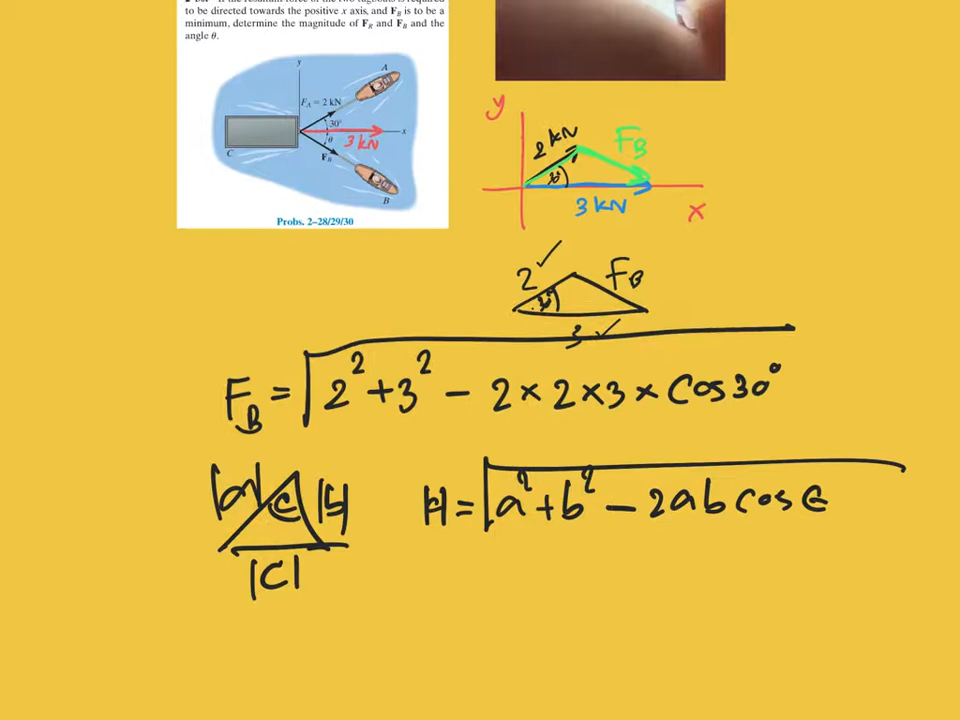 to be directed towards the positive x axis, and F_B is to be a
minimum, determine the magnitude of F_R and F_B and the
angle θ.
y
A
F_A = 2 kN
30°
x
θ
3 kN
F_B
C
B
Probs. 2–28/29/30
y
2 kN
F_B
3 kN
x
2 ✓
F_B
30°
3 ✓
F_B = √2² + 3² − 2 × 2 × 3 × Cos 30°
|a| |b|
|C|
= √a² + b² − 2ab cos